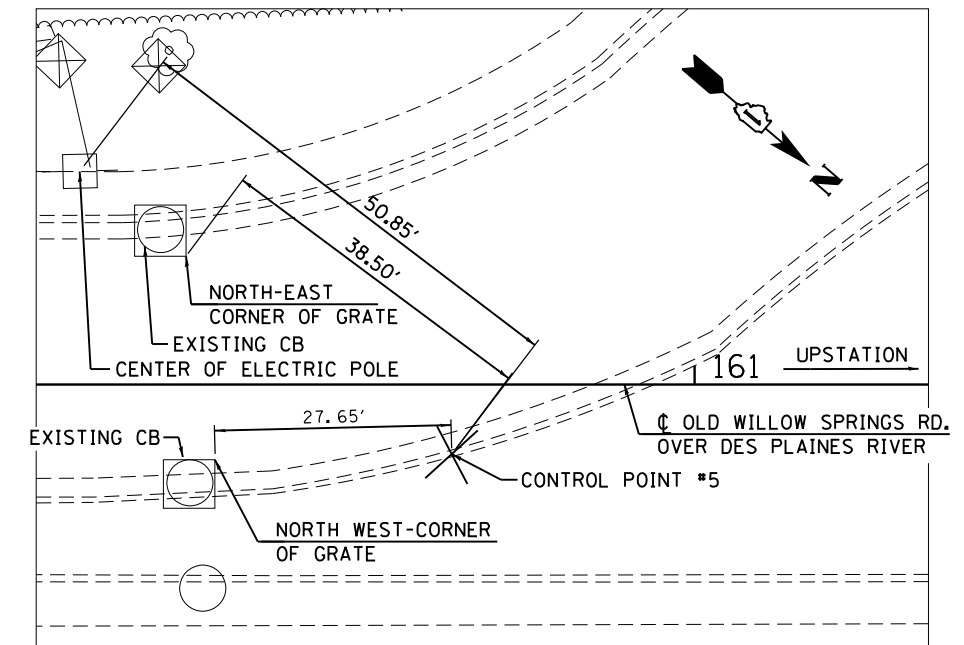 N
50.85'
38.50'
NORTH-EAST
CORNER OF GRATE
EXISTING CB
CENTER OF ELECTRIC POLE
161
UPSTATION
27.65'
℄ OLD WILLOW SPRINGS RD.
OVER DES PLAINES RIVER
EXISTING CB
CONTROL POINT #5
NORTH WEST-CORNER
OF GRATE